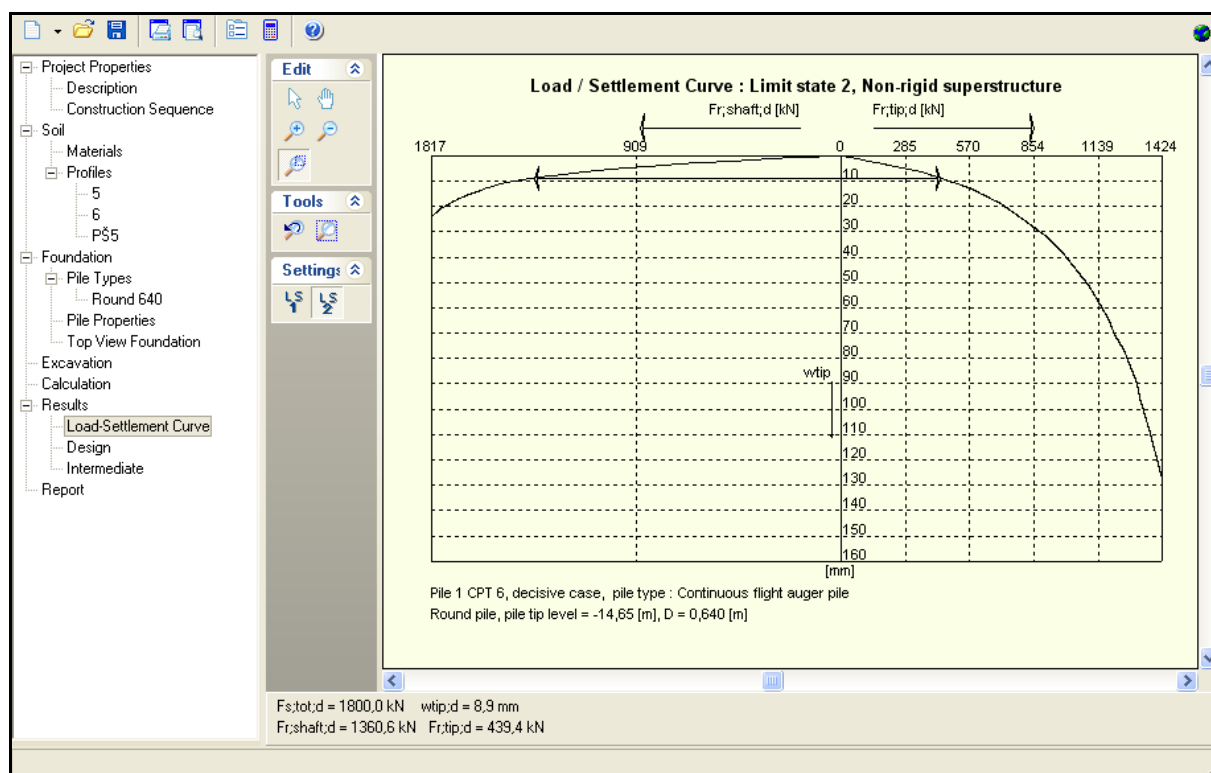 Project Properties
Description
Construction Sequence
Soil
Materials
Profiles
5
6
PŠ5
Foundation
Pile Types
Round 640
Pile Properties
Top View Foundation
Excavation
Calculation
Results
Load-Settlement Curve
Design
Intermediate
Report
Edit
Tools
Settings
LS 1 LS 2
Load / Settlement Curve : Limit state 2, Non-rigid superstructure
Fr;shaft;d [kN] Fr;tip;d [kN]
1817 909 0 285 570 854 1139 1424
10
20
30
40
50
60
70
80
wtip 90
100
110
120
130
140
150
160
[mm]
Pile 1 CPT 6, decisive case, pile type : Continuous flight auger pile
Round pile, pile tip level = -14,65 [m], D = 0,640 [m]
Fs;tot;d = 1800,0 kN wtip;d = 8,9 mm
Fr;shaft;d = 1360,6 kN Fr;tip;d = 439,4 kN